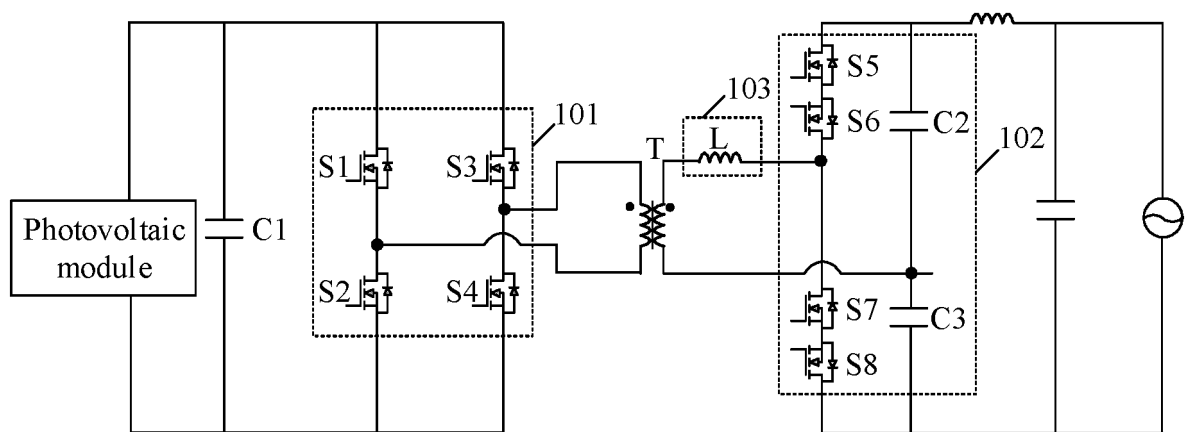 Photovoltaic
module
C1
101
S1
S3
S2
S4
T
103
L
S5
S6
C2
102
S7
C3
S8